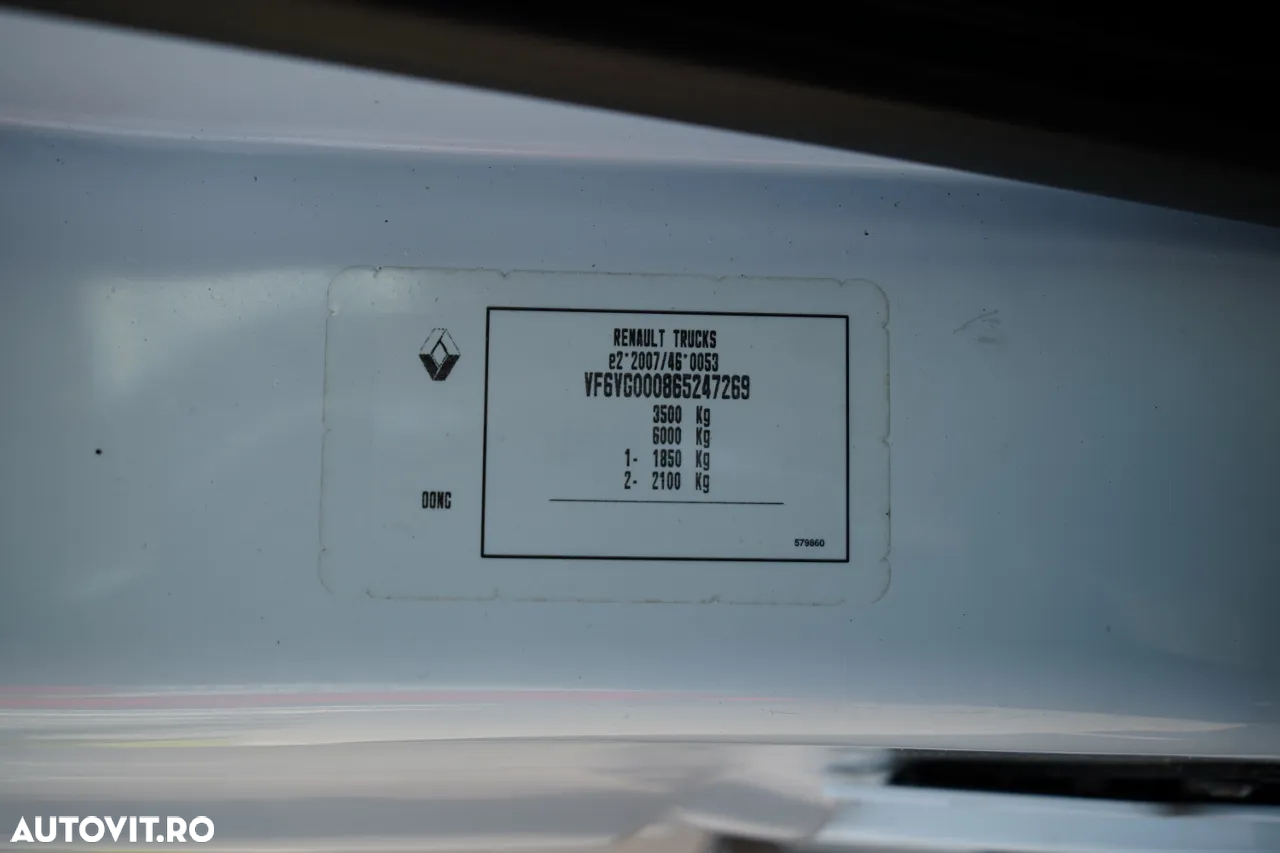 RENAULT TRUCKS
e2*2007/46*0053
VF6VG000865247269
3500 Kg
6000 Kg
1- 1850 Kg
2- 2100 Kg
00NG
579860
AUTOVIT.RO